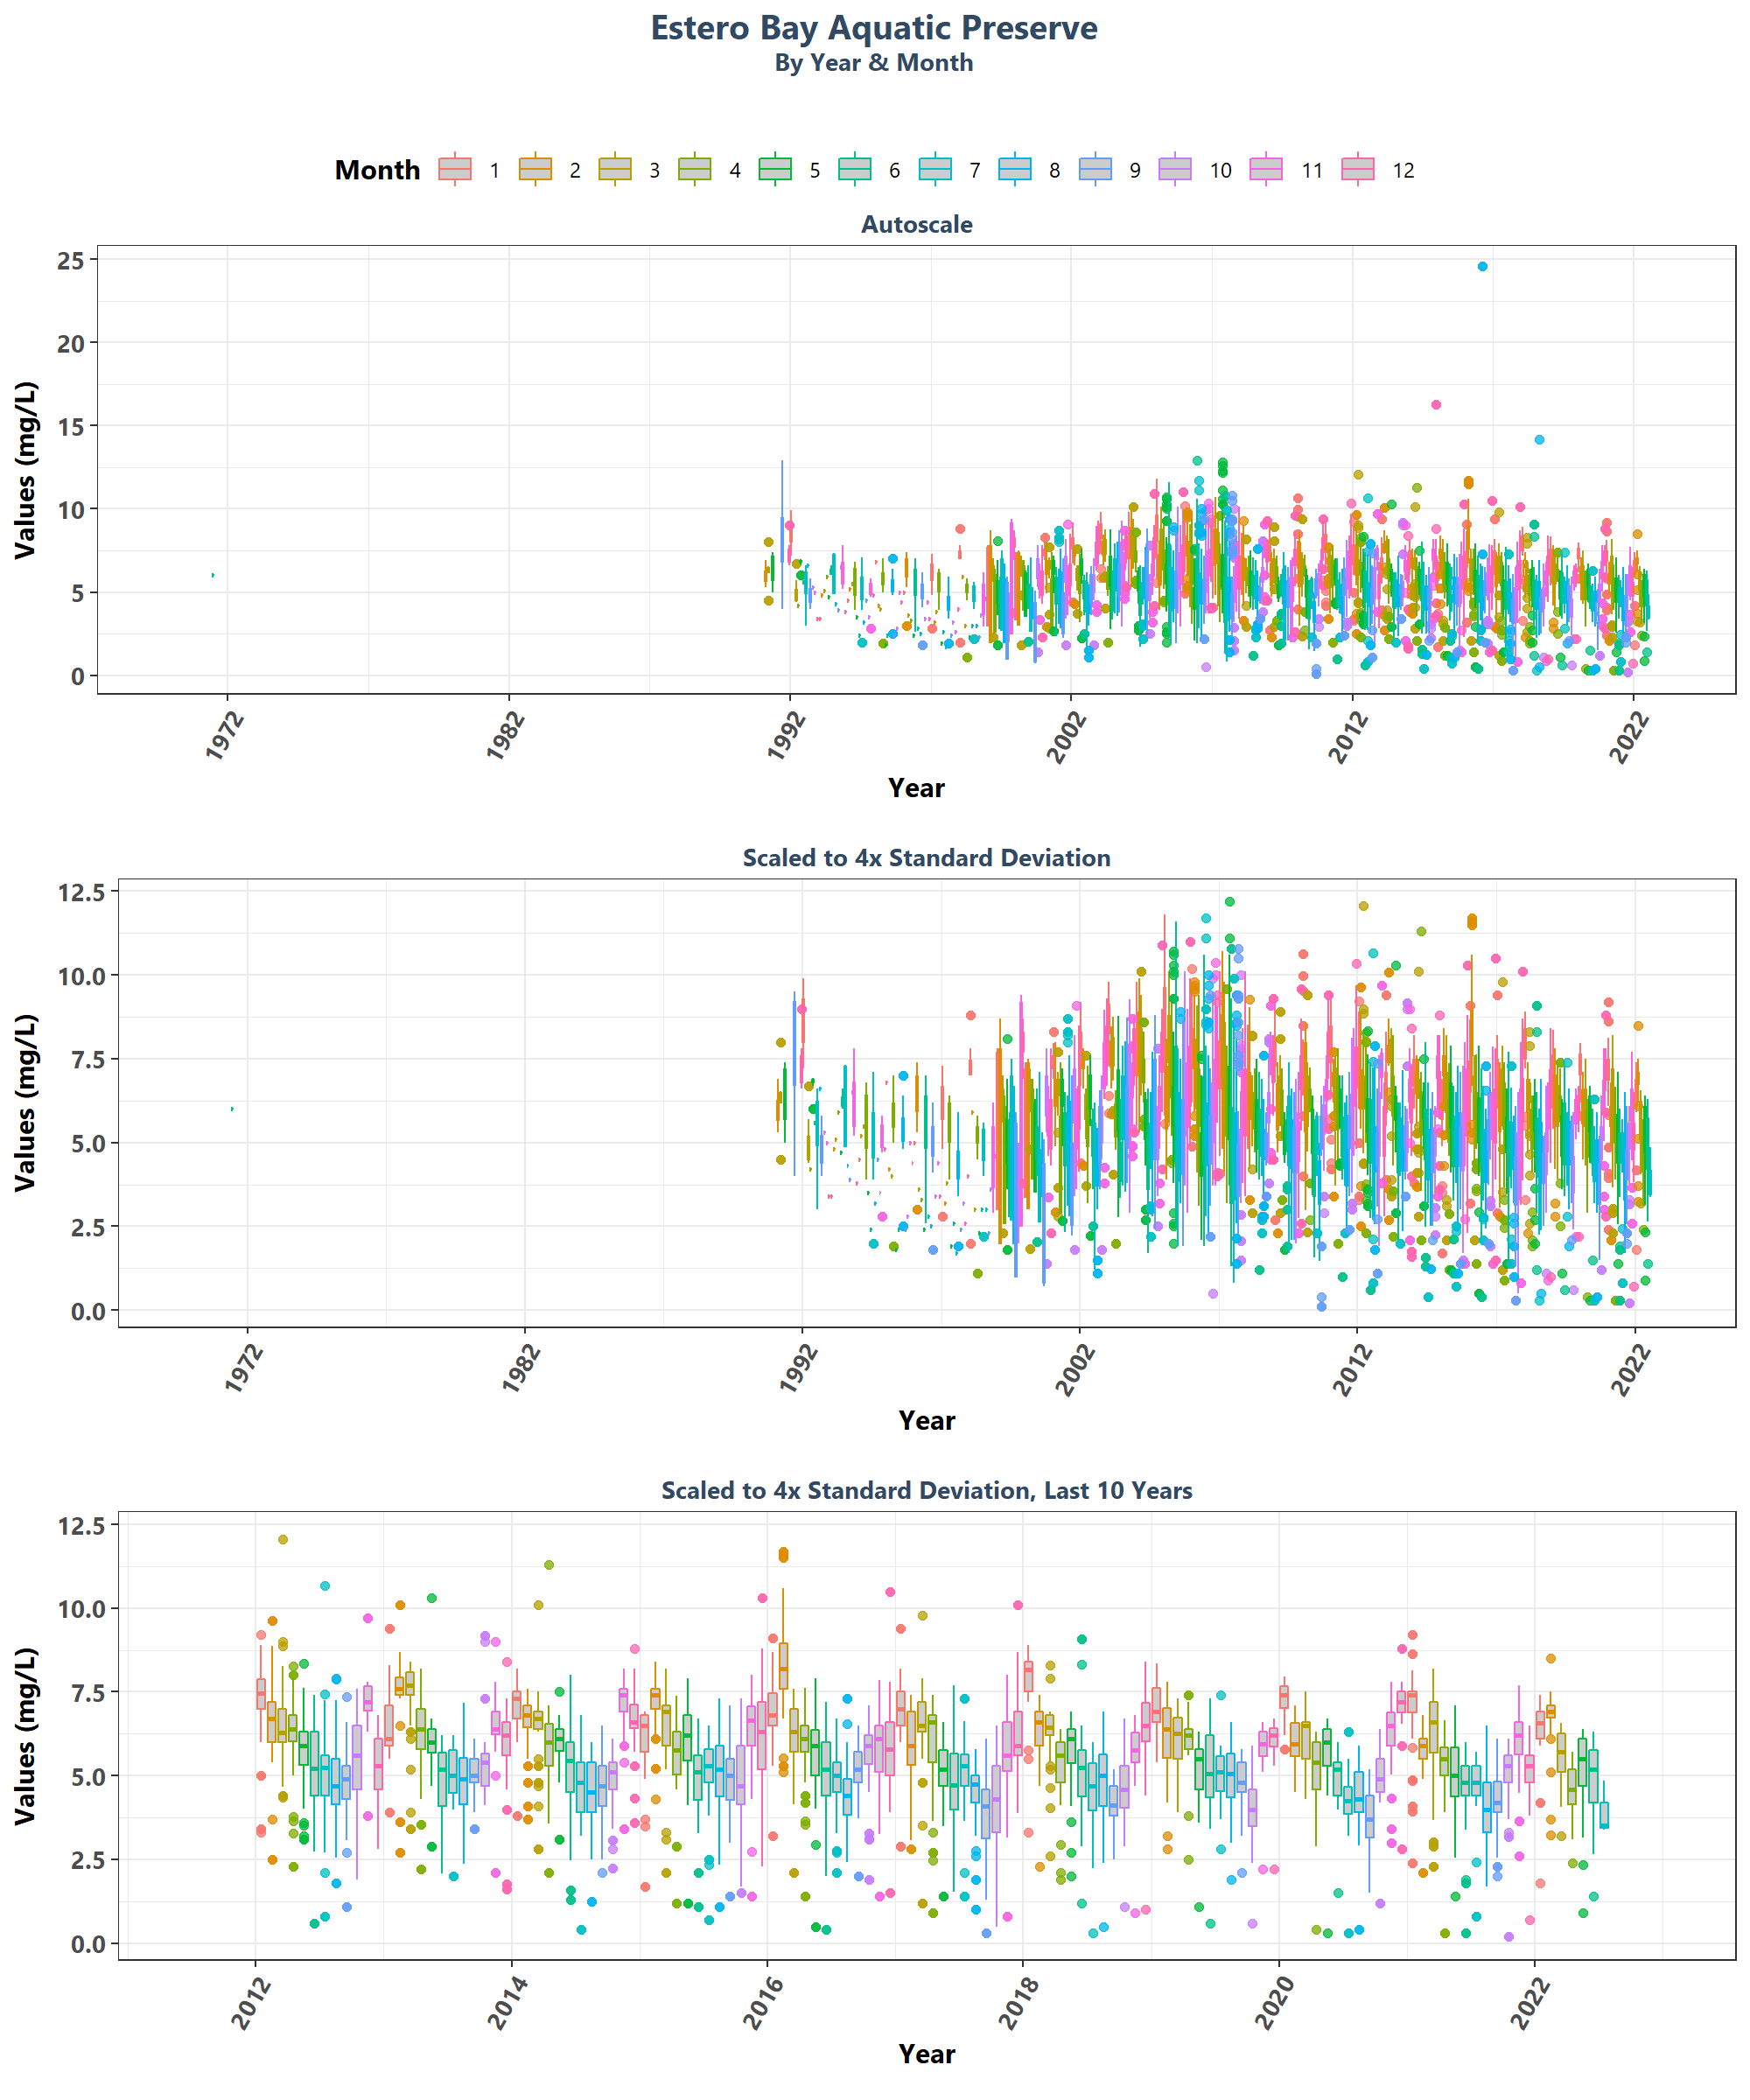 Estero Bay Aquatic Preserve
By Year & Month
Month 1 2 3 4 5 6 7 8 9 10 11 12
Autoscale
Values (mg/L)
25
20
15
10
5
0
1972 1982 1992 2002 2012 2022
Year
Scaled to 4x Standard Deviation
Values (mg/L)
12.5
10.0
7.5
5.0
2.5
0.0
1972 1982 1992 2002 2012 2022
Year
Scaled to 4x Standard Deviation, Last 10 Years
Values (mg/L)
12.5
10.0
7.5
5.0
2.5
0.0
2012 2014 2016 2018 2020 2022
Year